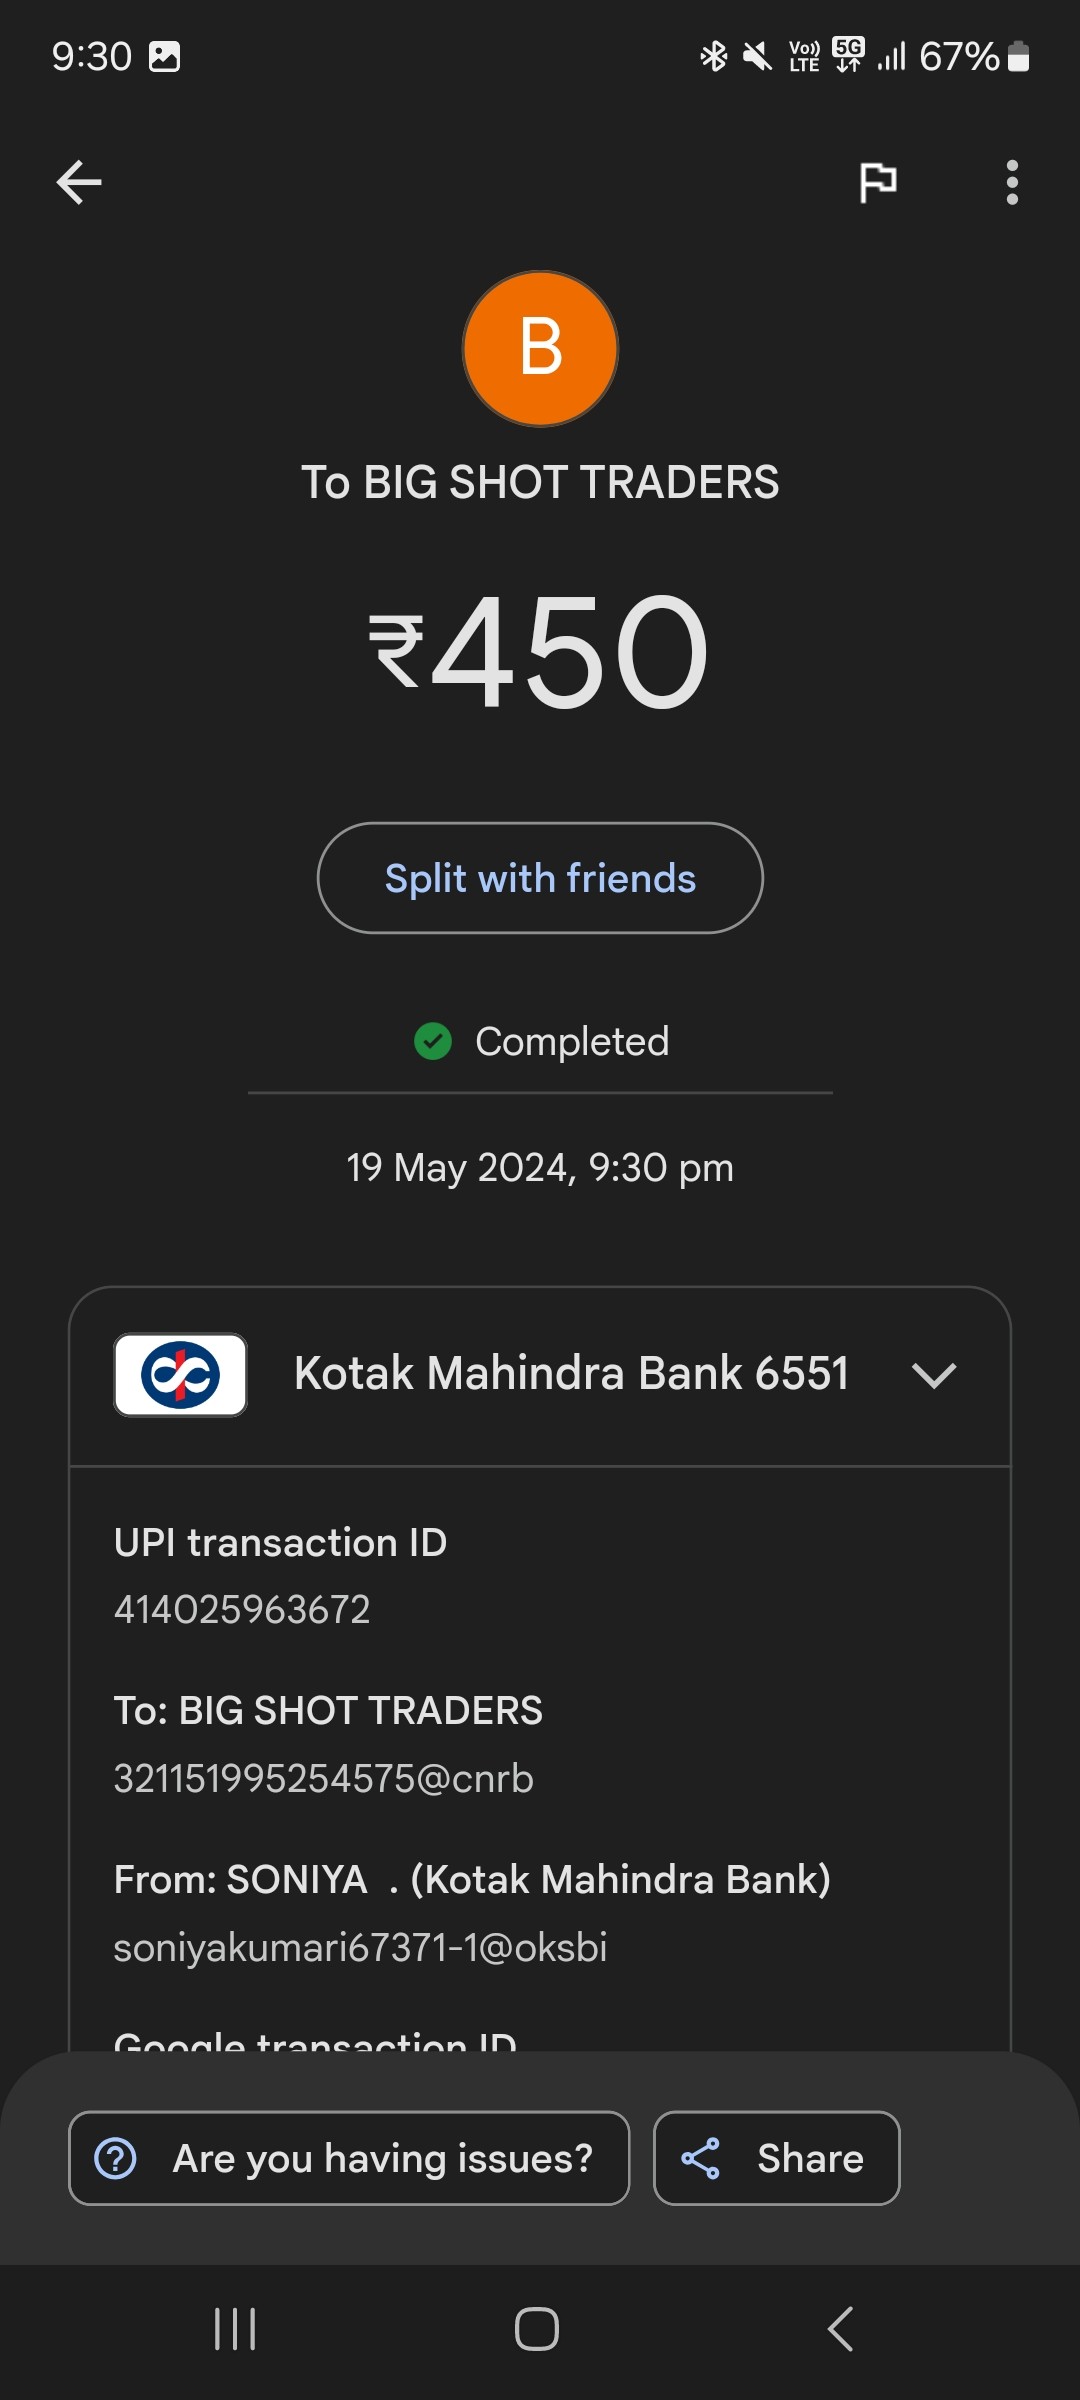 9:30 Vo)) LTE 5G 67%
B
To BIG SHOT TRADERS
₹450
Split with friends
Completed
19 May 2024, 9:30 pm
Kotak Mahindra Bank 6551
UPI transaction ID
414025963672
To: BIG SHOT TRADERS
321151995254575@cnrb
From: SONIYA . (Kotak Mahindra Bank)
soniyakumari67371-1@oksbi
Google transaction ID
Are you having issues? Share